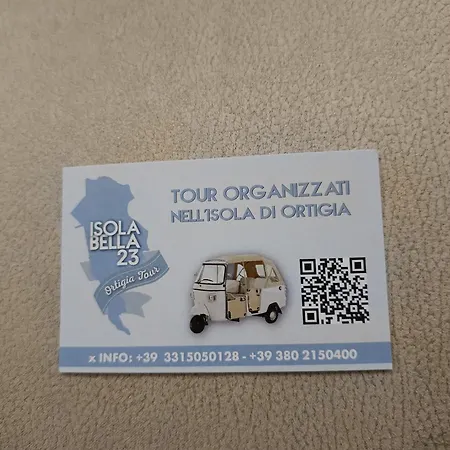 ISOLA
BELLA
23
Ortigia Tour
TOUR ORGANIZZATI
NELL'ISOLA DI ORTIGIA
x INFO: +39 3315050128 - +39 380 2150400